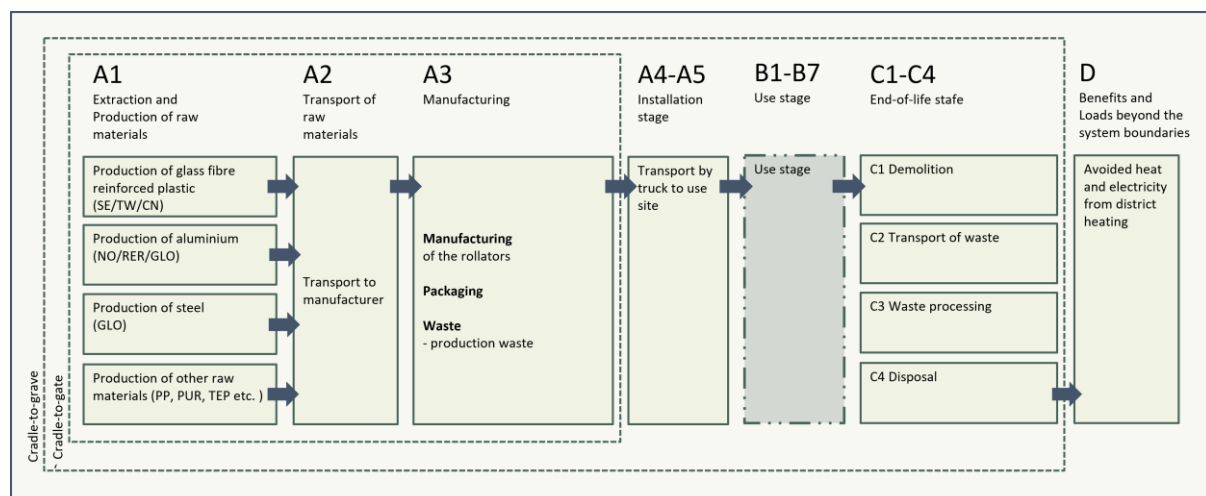 A1
Extraction and
Production of raw
materials
A2
Transport of
raw
materials
A3
Manufacturing
A4-A5
Installation
stage
B1-B7
Use stage
C1-C4
End-of-life stafe
D
Benefits and
Loads beyond the
system boundaries
Production of glass fibre
reinforced plastic
(SE/TW/CN)
Production of aluminium
(NO/RER/GLO)
Production of steel
(GLO)
Production of other raw
materials (PP, PUR, TEP etc. )
Transport to
manufacturer
Manufacturing
of the rollators
Packaging
Waste
- production waste
Transport by
truck to use
site
Use stage
C1 Demolition
C2 Transport of waste
C3 Waste processing
C4 Disposal
Avoided heat
and electricity
from district
heating
Cradle-to-grave
Cradle-to-gate